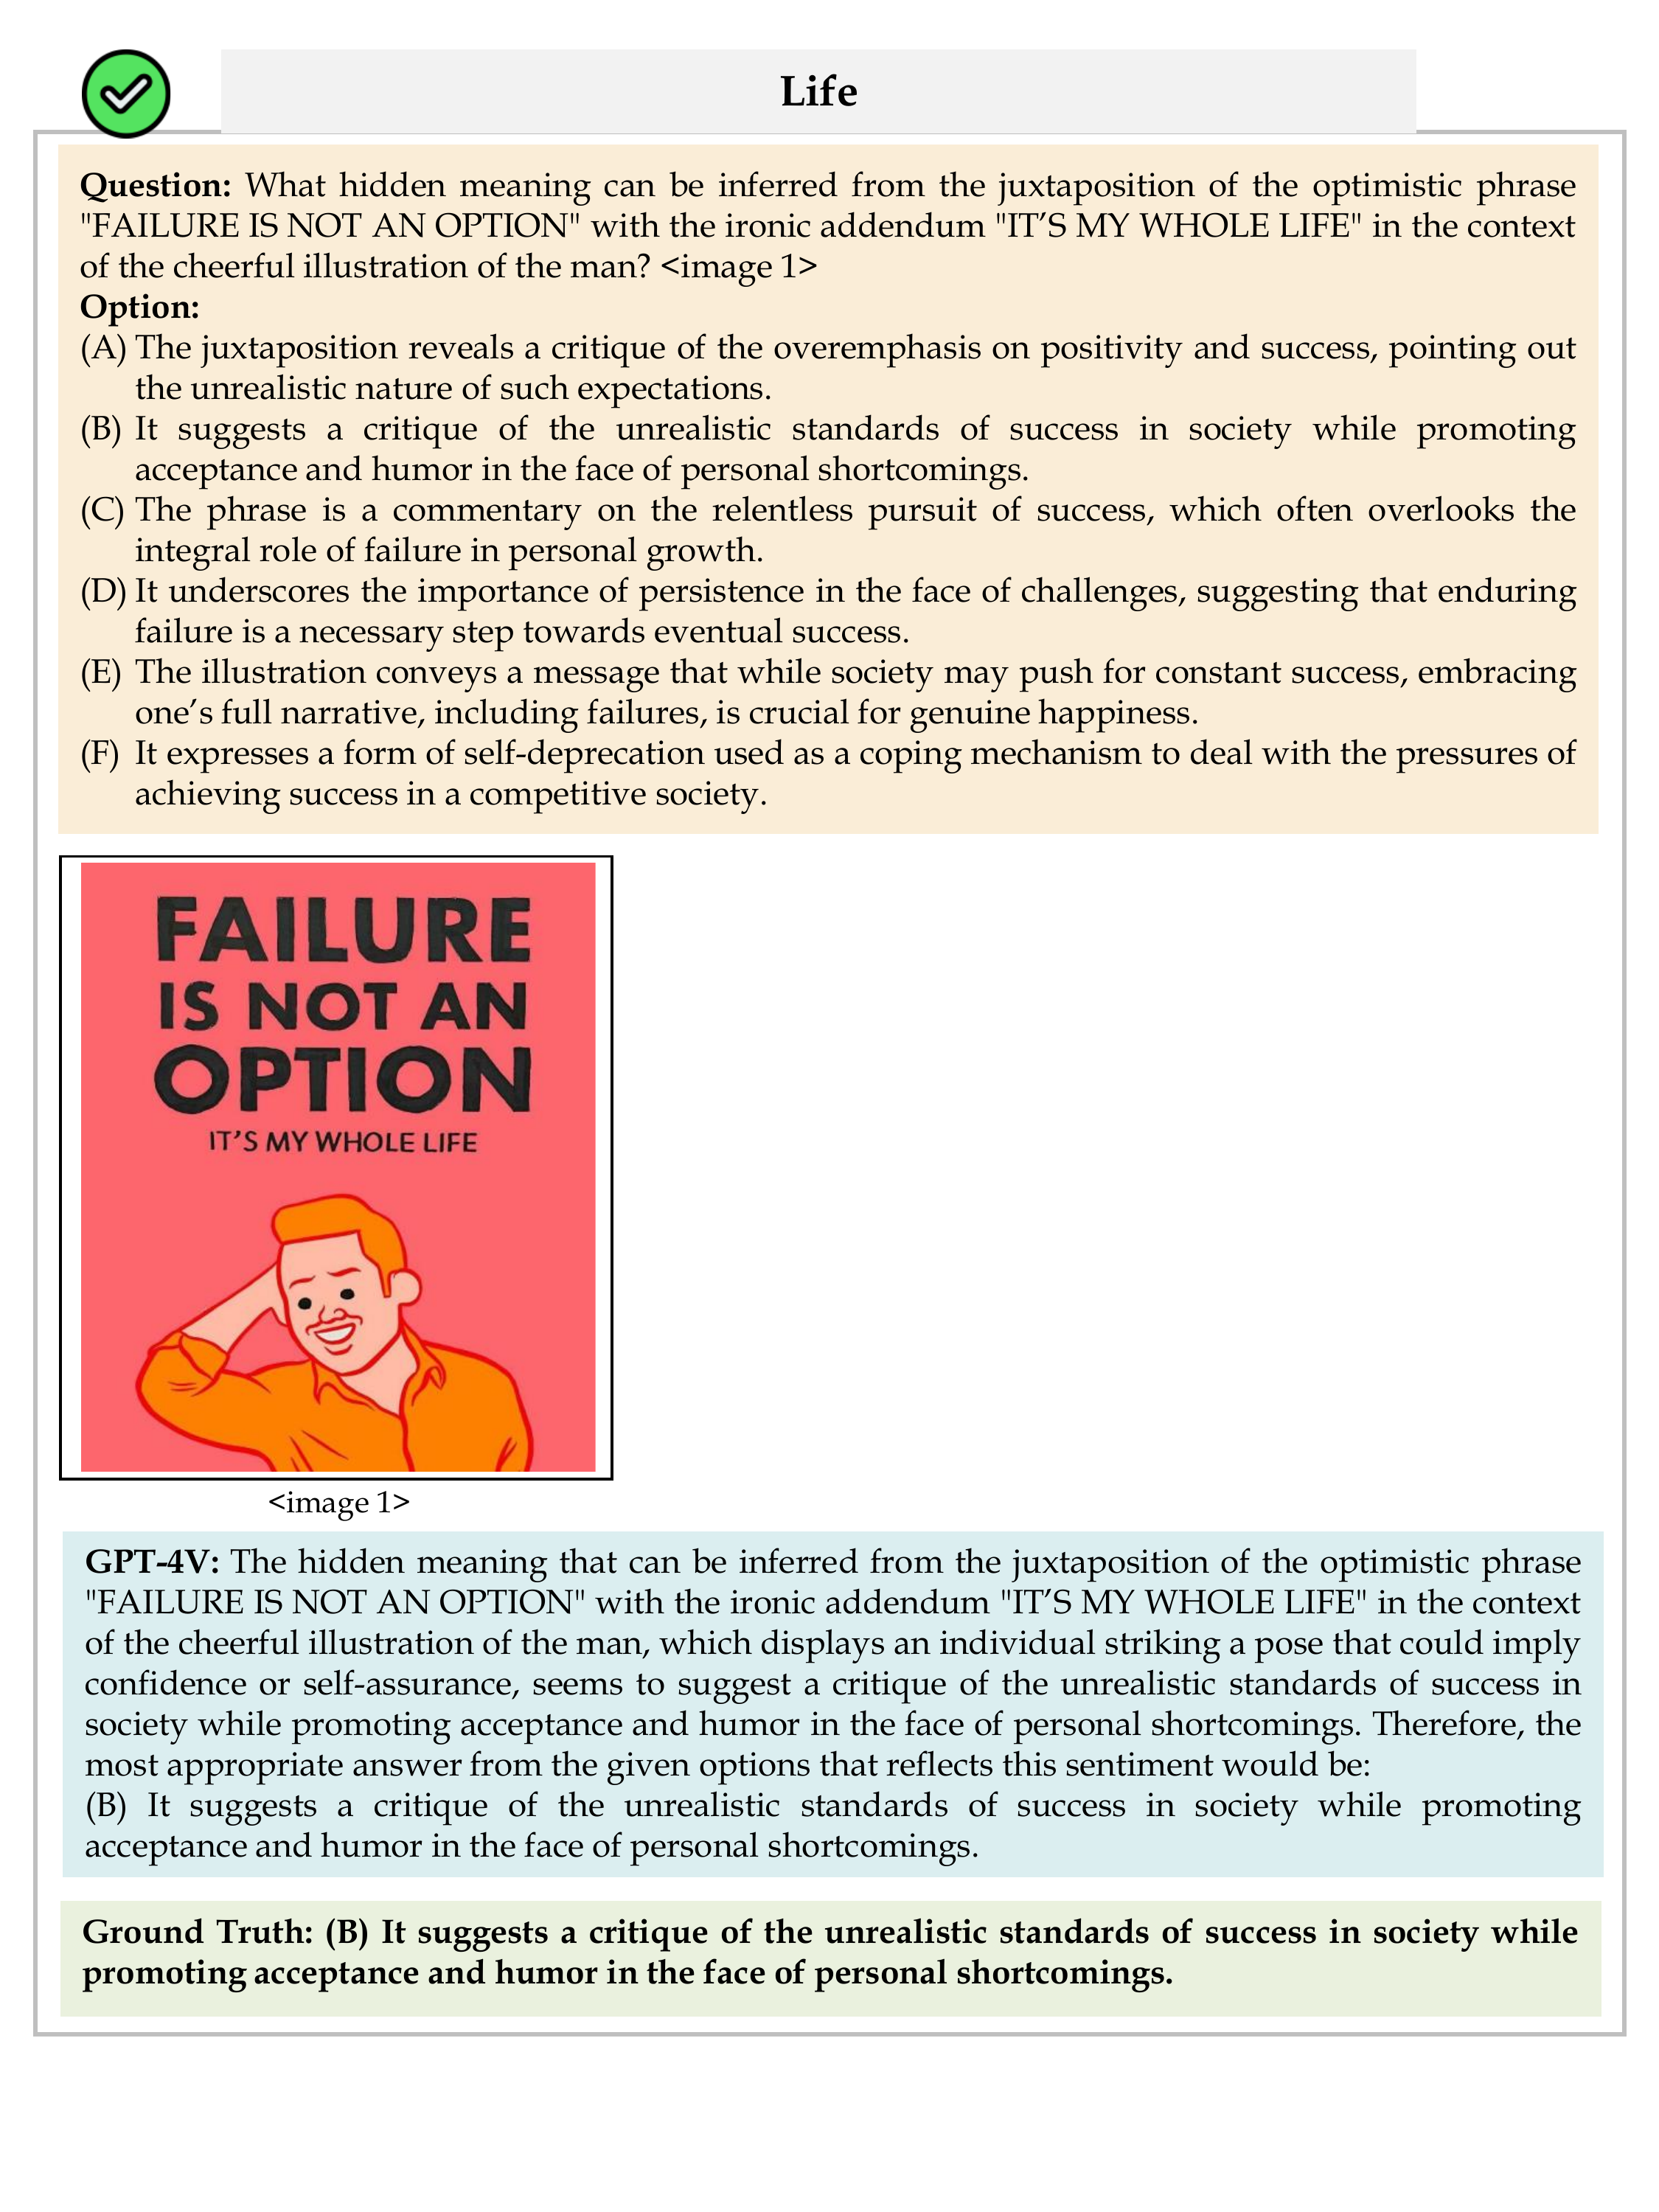 Life
Question: What hidden meaning can be inferred from the juxtaposition of the optimistic phrase
"FAILURE IS NOT AN OPTION" with the ironic addendum "IT’S MY WHOLE LIFE" in the context
of the cheerful illustration of the man? <image 1>
Option:
(A) The juxtaposition reveals a critique of the overemphasis on positivity and success, pointing out
the unrealistic nature of such expectations.
(B) It suggests a critique of the unrealistic standards of success in society while promoting
acceptance and humor in the face of personal shortcomings.
(C) The phrase is a commentary on the relentless pursuit of success, which often overlooks the
integral role of failure in personal growth.
(D) It underscores the importance of persistence in the face of challenges, suggesting that enduring
failure is a necessary step towards eventual success.
(E) The illustration conveys a message that while society may push for constant success, embracing
one’s full narrative, including failures, is crucial for genuine happiness.
(F) It expresses a form of self-deprecation used as a coping mechanism to deal with the pressures of
achieving success in a competitive society.
FAILURE
IS NOT AN
OPTION
IT’S MY WHOLE LIFE
<image 1>
GPT-4V: The hidden meaning that can be inferred from the juxtaposition of the optimistic phrase
"FAILURE IS NOT AN OPTION" with the ironic addendum "IT’S MY WHOLE LIFE" in the context
of the cheerful illustration of the man, which displays an individual striking a pose that could imply
confidence or self-assurance, seems to suggest a critique of the unrealistic standards of success in
society while promoting acceptance and humor in the face of personal shortcomings. Therefore, the
most appropriate answer from the given options that reflects this sentiment would be:
(B) It suggests a critique of the unrealistic standards of success in society while promoting
acceptance and humor in the face of personal shortcomings.
Ground Truth: (B) It suggests a critique of the unrealistic standards of success in society while
promoting acceptance and humor in the face of personal shortcomings.